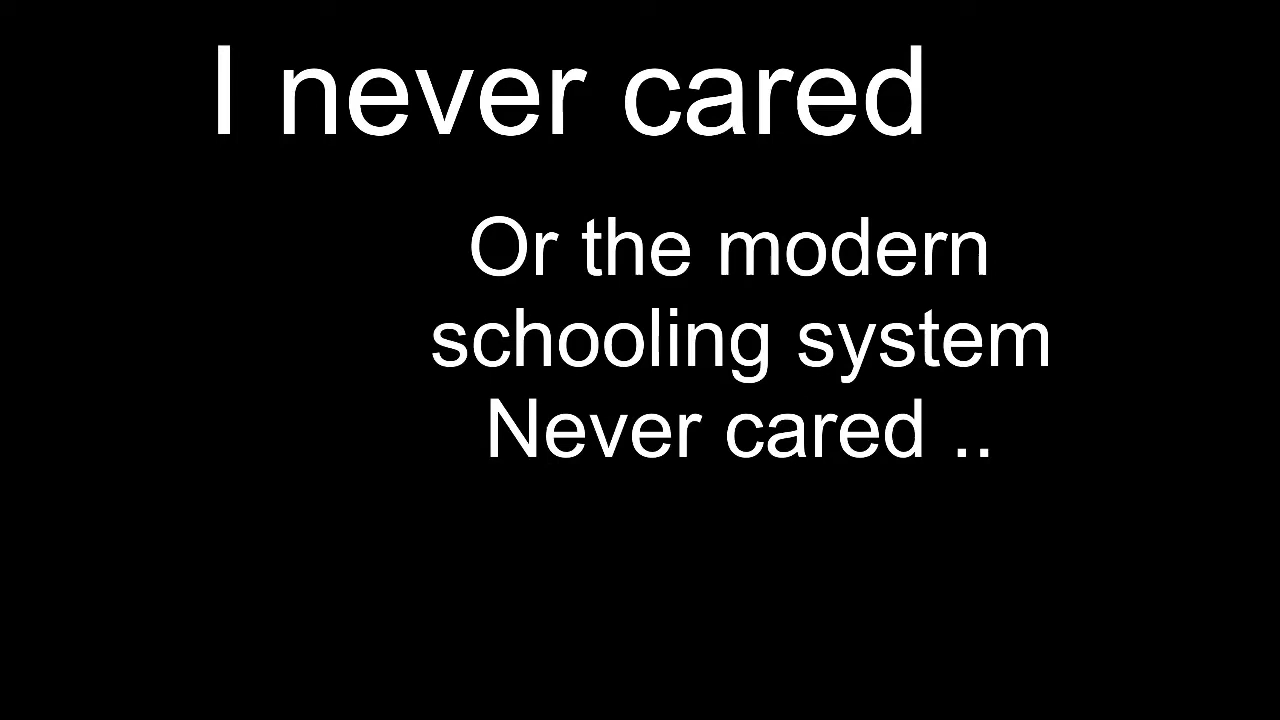 I never cared
Or the modern
schooling system
Never cared ..